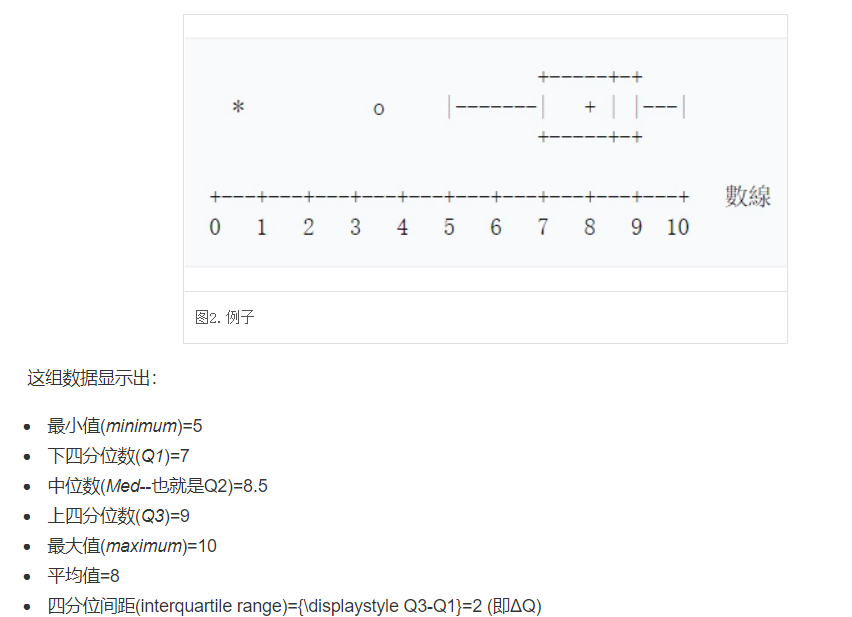 +-----+-+
* o |-------| + | |---|
+-----+-+
+---+---+---+---+---+---+---+---+---+---+ 數線
0 1 2 3 4 5 6 7 8 9 10
图2. 例子
这组数据显示出：
• 最小值(minimum)=5
• 下四分位数(Q1)=7
• 中位数(Med--也就是Q2)=8.5
• 上四分位数(Q3)=9
• 最大值(maximum)=10
• 平均值=8
• 四分位间距(interquartile range)={\displaystyle Q3-Q1}=2 (即ΔQ)